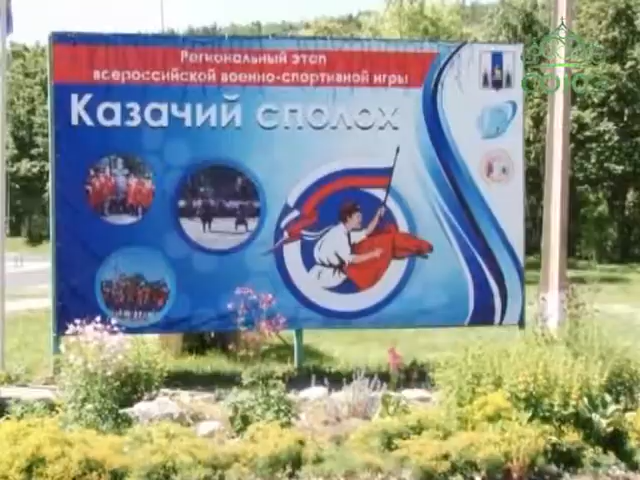 Региональный этап
всероссийской военно-спортивной игры
Казачий сполох